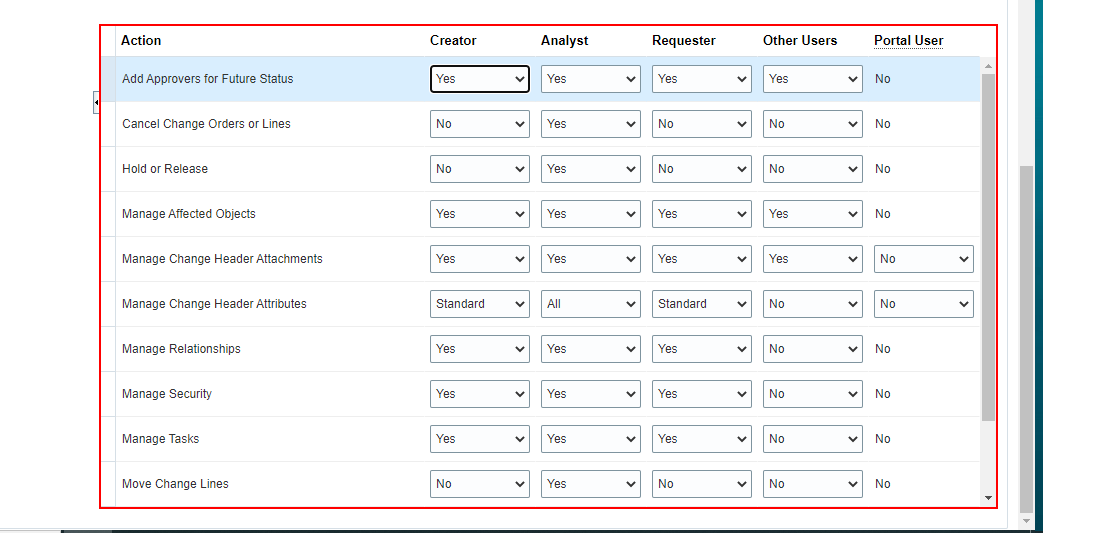 Action Creator Analyst Requester Other Users Portal User
Add Approvers for Future Status Yes Yes Yes Yes No
Cancel Change Orders or Lines No Yes No No No
Hold or Release No Yes No No No
Manage Affected Objects Yes Yes Yes Yes No
Manage Change Header Attachments Yes Yes Yes Yes No
Manage Change Header Attributes Standard All Standard No No
Manage Relationships Yes Yes Yes No No
Manage Security Yes Yes Yes No No
Manage Tasks Yes Yes Yes No No
Move Change Lines No Yes No No No